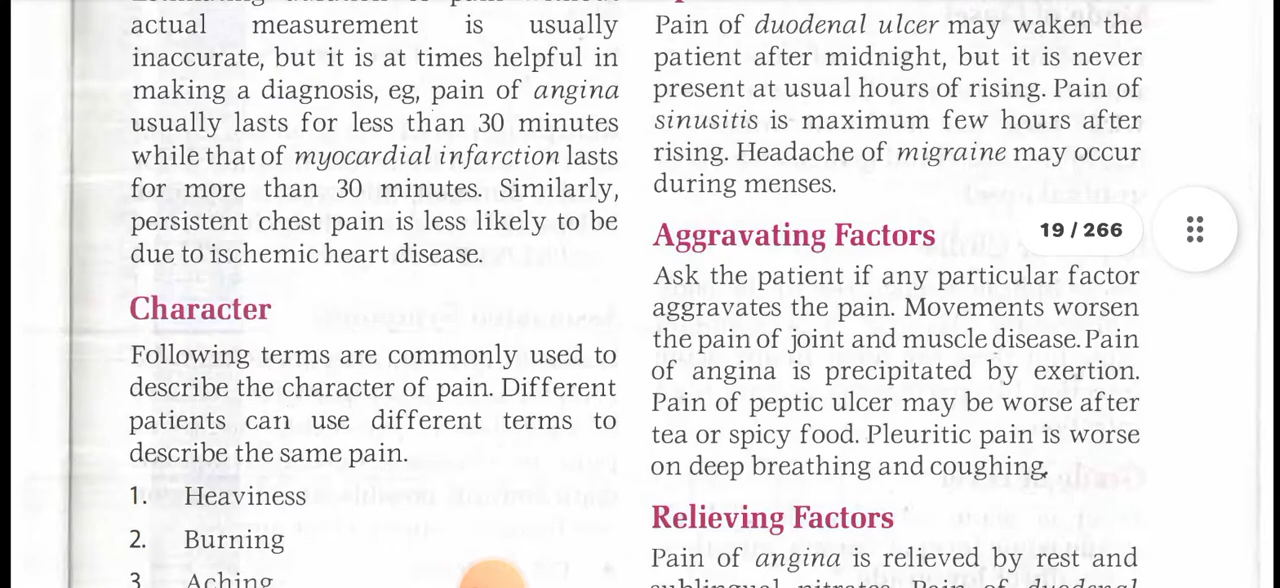 actual measurement is usually
inaccurate, but it is at times helpful in
making a diagnosis, eg, pain of angina
usually lasts for less than 30 minutes
while that of myocardial infarction lasts
for more than 30 minutes. Similarly,
persistent chest pain is less likely to be
due to ischemic heart disease.
Character
Following terms are commonly used to
describe the character of pain. Different
patients can use different terms to
describe the same pain.
1. Heaviness
2. Burning
3 Aching
Pain of duodenal ulcer may waken the
patient after midnight, but it is never
present at usual hours of rising. Pain of
sinusitis is maximum few hours after
rising. Headache of migraine may occur
during menses.
19 / 266
Aggravating Factors
Ask the patient if any particular factor
aggravates the pain. Movements worsen
the pain of joint and muscle disease. Pain
of angina is precipitated by exertion.
Pain of peptic ulcer may be worse after
tea or spicy food. Pleuritic pain is worse
on deep breathing and coughing.
Relieving Factors
Pain of angina is relieved by rest and
sublingual nitrates. Pain of duodenal